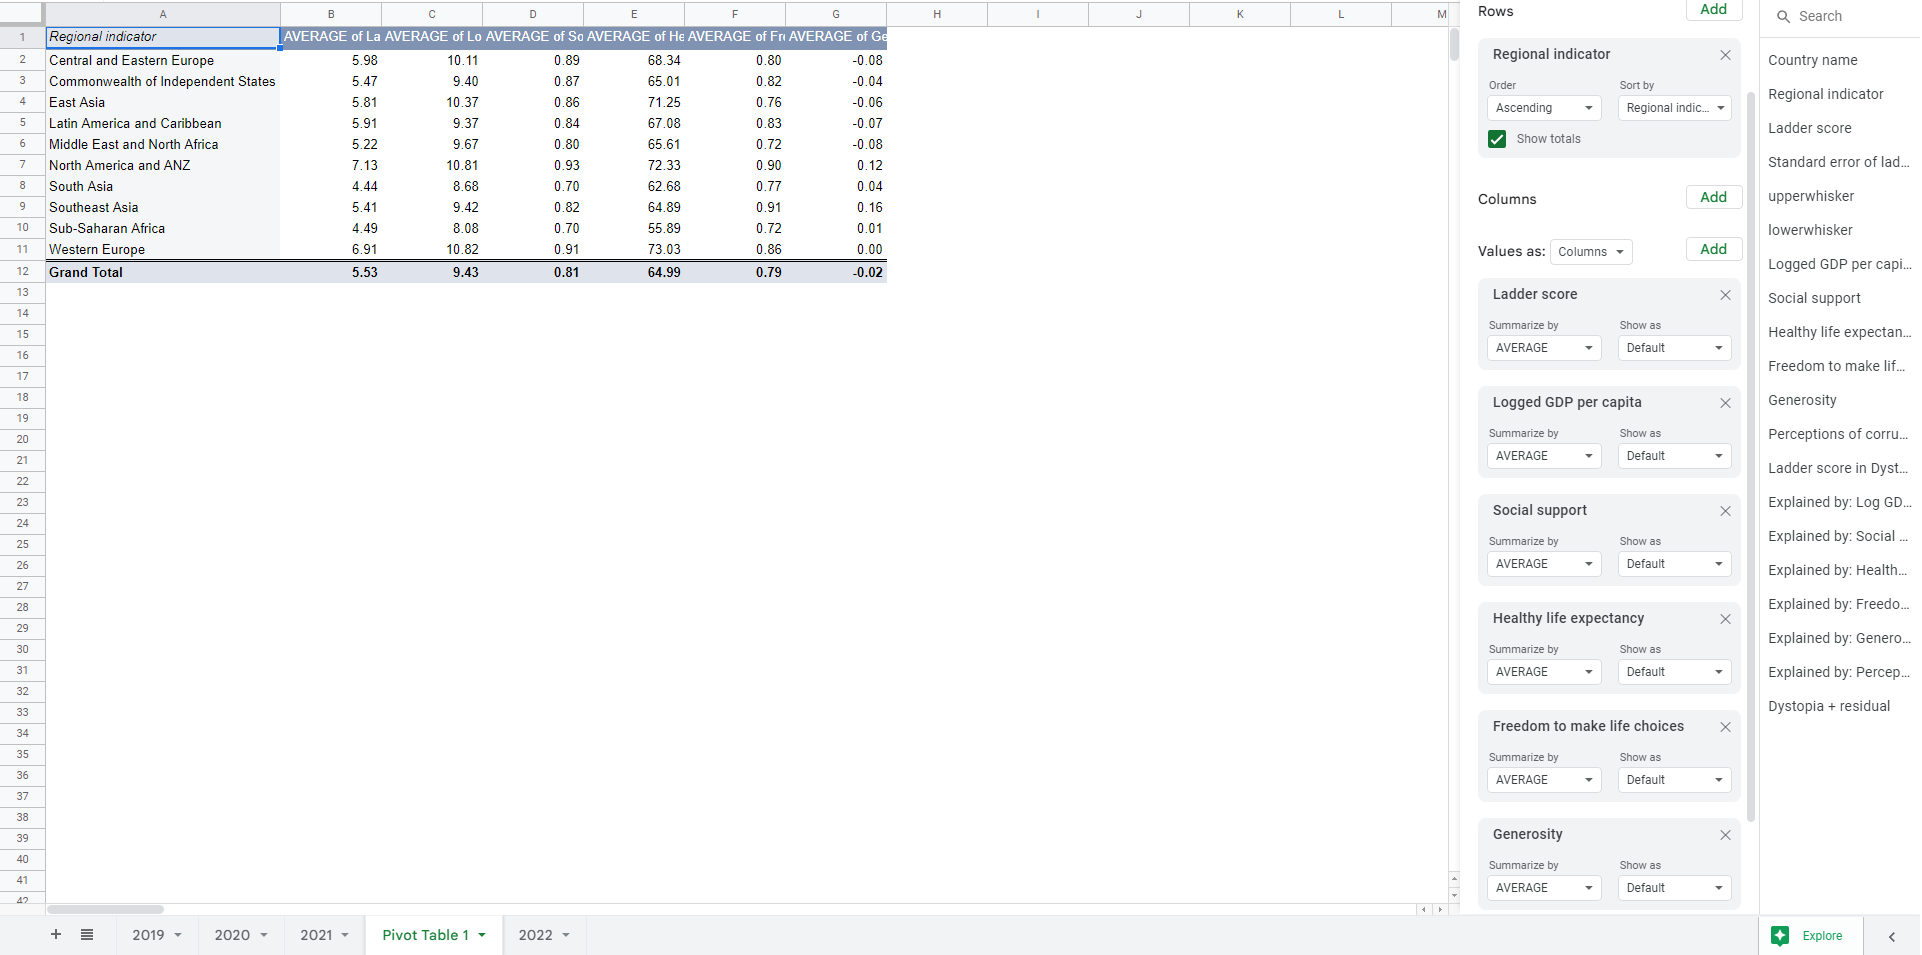 A B C D E F G H I J K L M
1 Regional indicator AVERAGE of La AVERAGE of Lo AVERAGE of So AVERAGE of He AVERAGE of Fr AVERAGE of Ge
2 Central and Eastern Europe 5.98 10.11 0.89 68.34 0.80 -0.08
3 Commonwealth of Independent States 5.47 9.40 0.87 65.01 0.82 -0.04
4 East Asia 5.81 10.37 0.86 71.25 0.76 -0.06
5 Latin America and Caribbean 5.91 9.37 0.84 67.08 0.83 -0.07
6 Middle East and North Africa 5.22 9.67 0.80 65.61 0.72 -0.08
7 North America and ANZ 7.13 10.81 0.93 72.33 0.90 0.12
8 South Asia 4.44 8.68 0.70 62.68 0.77 0.04
9 Southeast Asia 5.41 9.42 0.82 64.89 0.91 0.16
10 Sub-Saharan Africa 4.49 8.08 0.70 55.89 0.72 0.01
11 Western Europe 6.91 10.82 0.91 73.03 0.86 0.00
12 Grand Total 5.53 9.43 0.81 64.99 0.79 -0.02
13
14
15
16
17
18
19
20
21
22
23
24
25
26
27
28
29
30
31
32
33
34
35
36
37
38
39
40
41
42
Rows Add
Regional indicator
Order Sort by
Ascending Regional indic...
Show totals
Columns Add
Values as: Columns Add
Ladder score
Summarize by Show as
AVERAGE Default
Logged GDP per capita
Summarize by Show as
AVERAGE Default
Social support
Summarize by Show as
AVERAGE Default
Healthy life expectancy
Summarize by Show as
AVERAGE Default
Freedom to make life choices
Summarize by Show as
AVERAGE Default
Generosity
Summarize by Show as
AVERAGE Default
Search
Country name
Regional indicator
Ladder score
Standard error of lad...
upperwhisker
lowerwhisker
Logged GDP per capi...
Social support
Healthy life expectan...
Freedom to make lif...
Generosity
Perceptions of corru...
Ladder score in Dyst...
Explained by: Log GD...
Explained by: Social ...
Explained by: Health...
Explained by: Freedo...
Explained by: Genero...
Explained by: Percep...
Dystopia + residual
2019 2020 2021 Pivot Table 1 2022
Explore